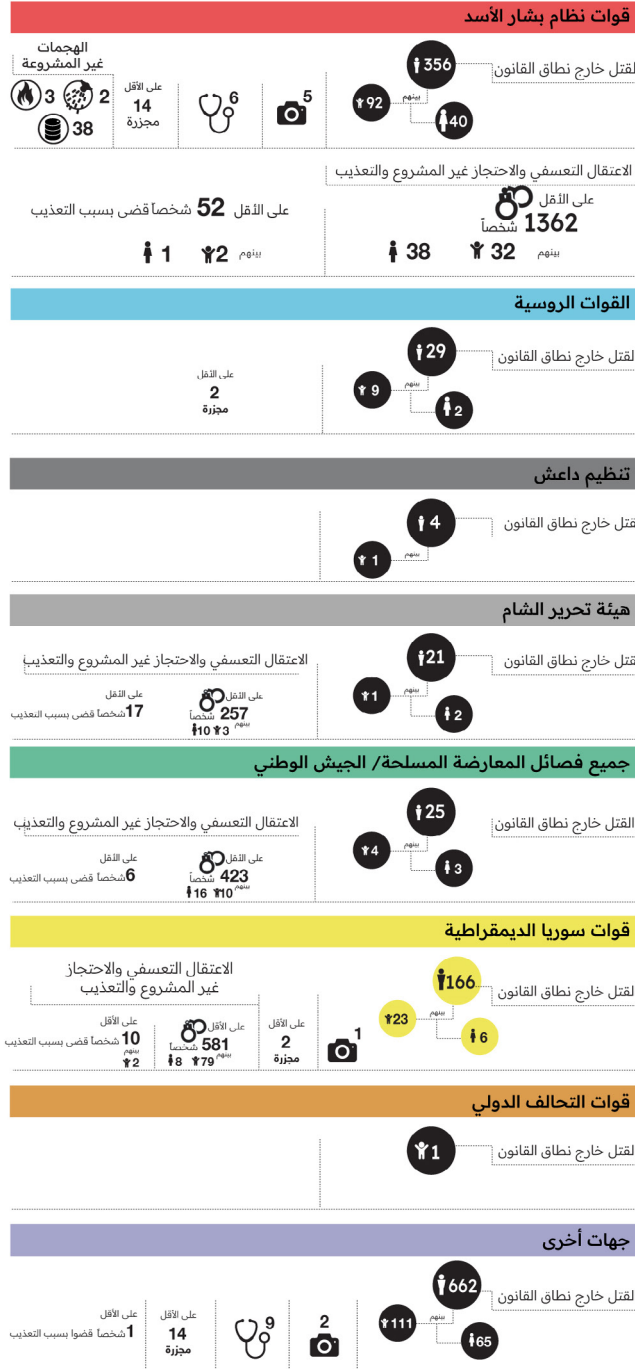 قوات نظام بشار الأسد
القتل خارج نطاق القانون
356
بينهم
92
40
5
6
على الأقل
14
مجزرة
الهجمات
غير المشروعة
2
3
38
الاعتقال التعسفي والاحتجاز غير المشروع والتعذيب
على الأقل
1362 شخصاً
بينهم
32
38
على الأقل 52 شخصاً قضى بسبب التعذيب
بينهم
2
1
القوات الروسية
لقتل خارج نطاق القانون
29
بينهم
9
2
على الأقل
2
مجزرة
تنظيم داعش
قتل خارج نطاق القانون
4
بينهم
1
هيئة تحرير الشام
قتل خارج نطاق القانون
21
بينهم
1
2
الاعتقال التعسفي والاحتجاز غير المشروع والتعذيب
على الأقل
257 شخصاً
بينهم
3
10
على الأقل
17 شخصاً قضى بسبب التعذيب
جميع فصائل المعارضة المسلحة/ الجيش الوطني
القتل خارج نطاق القانون
25
بينهم
4
3
الاعتقال التعسفي والاحتجاز غير المشروع والتعذيب
على الأقل
423 شخصاً
بينهم
10
16
على الأقل
6 شخصاً قضى بسبب التعذيب
قوات سوريا الديمقراطية
لقتل خارج نطاق القانون
166
بينهم
23
6
1
على الأقل
2
مجزرة
الاعتقال التعسفي والاحتجاز
غير المشروع والتعذيب
على الأقل
581 شخصاً
بينهم
79
8
على الأقل
10 شخصاً قضى بسبب التعذيب
بينهم
2
قوات التحالف الدولي
لقتل خارج نطاق القانون
1
جهات أخرى
لقتل خارج نطاق القانون
662
بينهم
111
65
2
9
على الأقل
14
مجزرة
على الأقل
1 شخصاً قضوا بسبب التعذيب